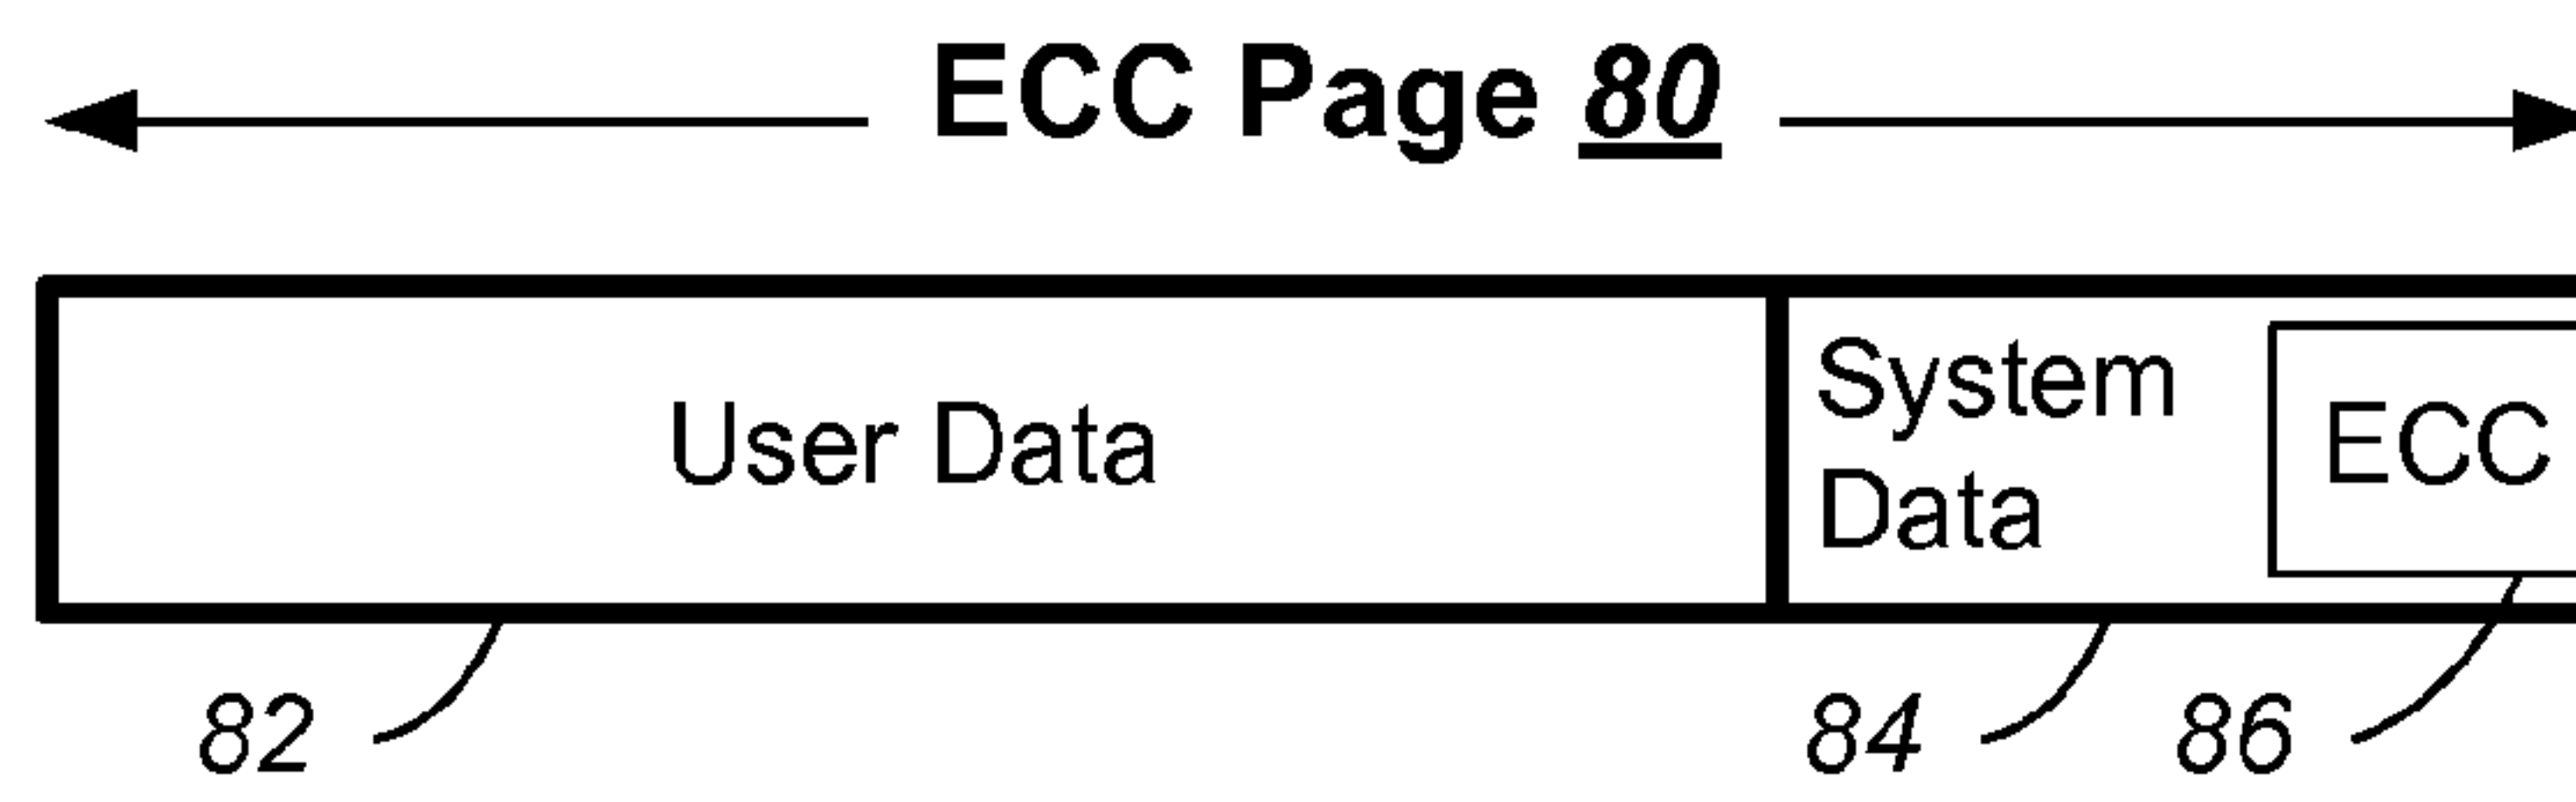 ECC Page 80
User Data
System
Data
ECC
82
84
86